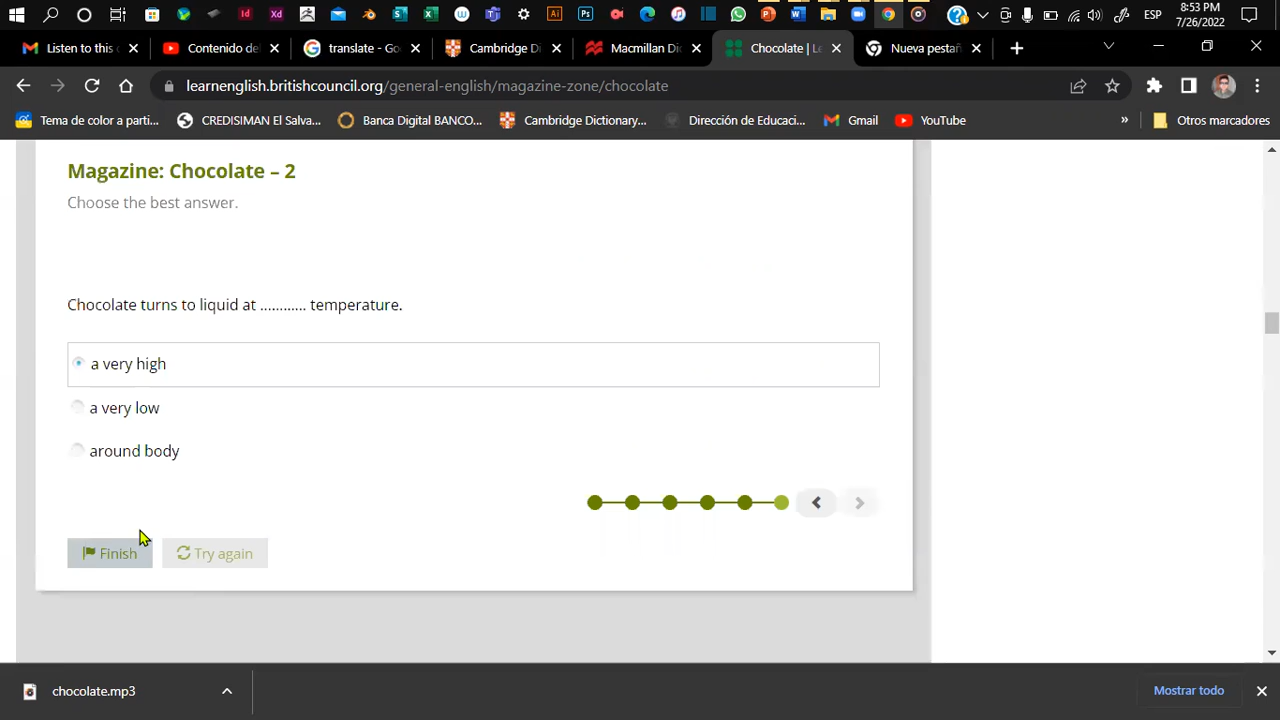 8:53 PM
ESP
7/26/2022
Listen to this
Contenido de
translate - Go
Cambridge Di
Macmillan Dic
Chocolate | Le
Nueva pestañ
learnenglish.britishcouncil.org/general-english/magazine-zone/chocolate
Tema de color a parti...
CREDISIMAN El Salva...
Banca Digital BANCO...
Cambridge Dictionary...
Dirección de Educaci...
Gmail
YouTube
»
Otros marcadores
Magazine: Chocolate – 2
Choose the best answer.
Chocolate turns to liquid at ............ temperature.
a very high
a very low
around body
Finish
Try again
chocolate.mp3
Mostrar todo